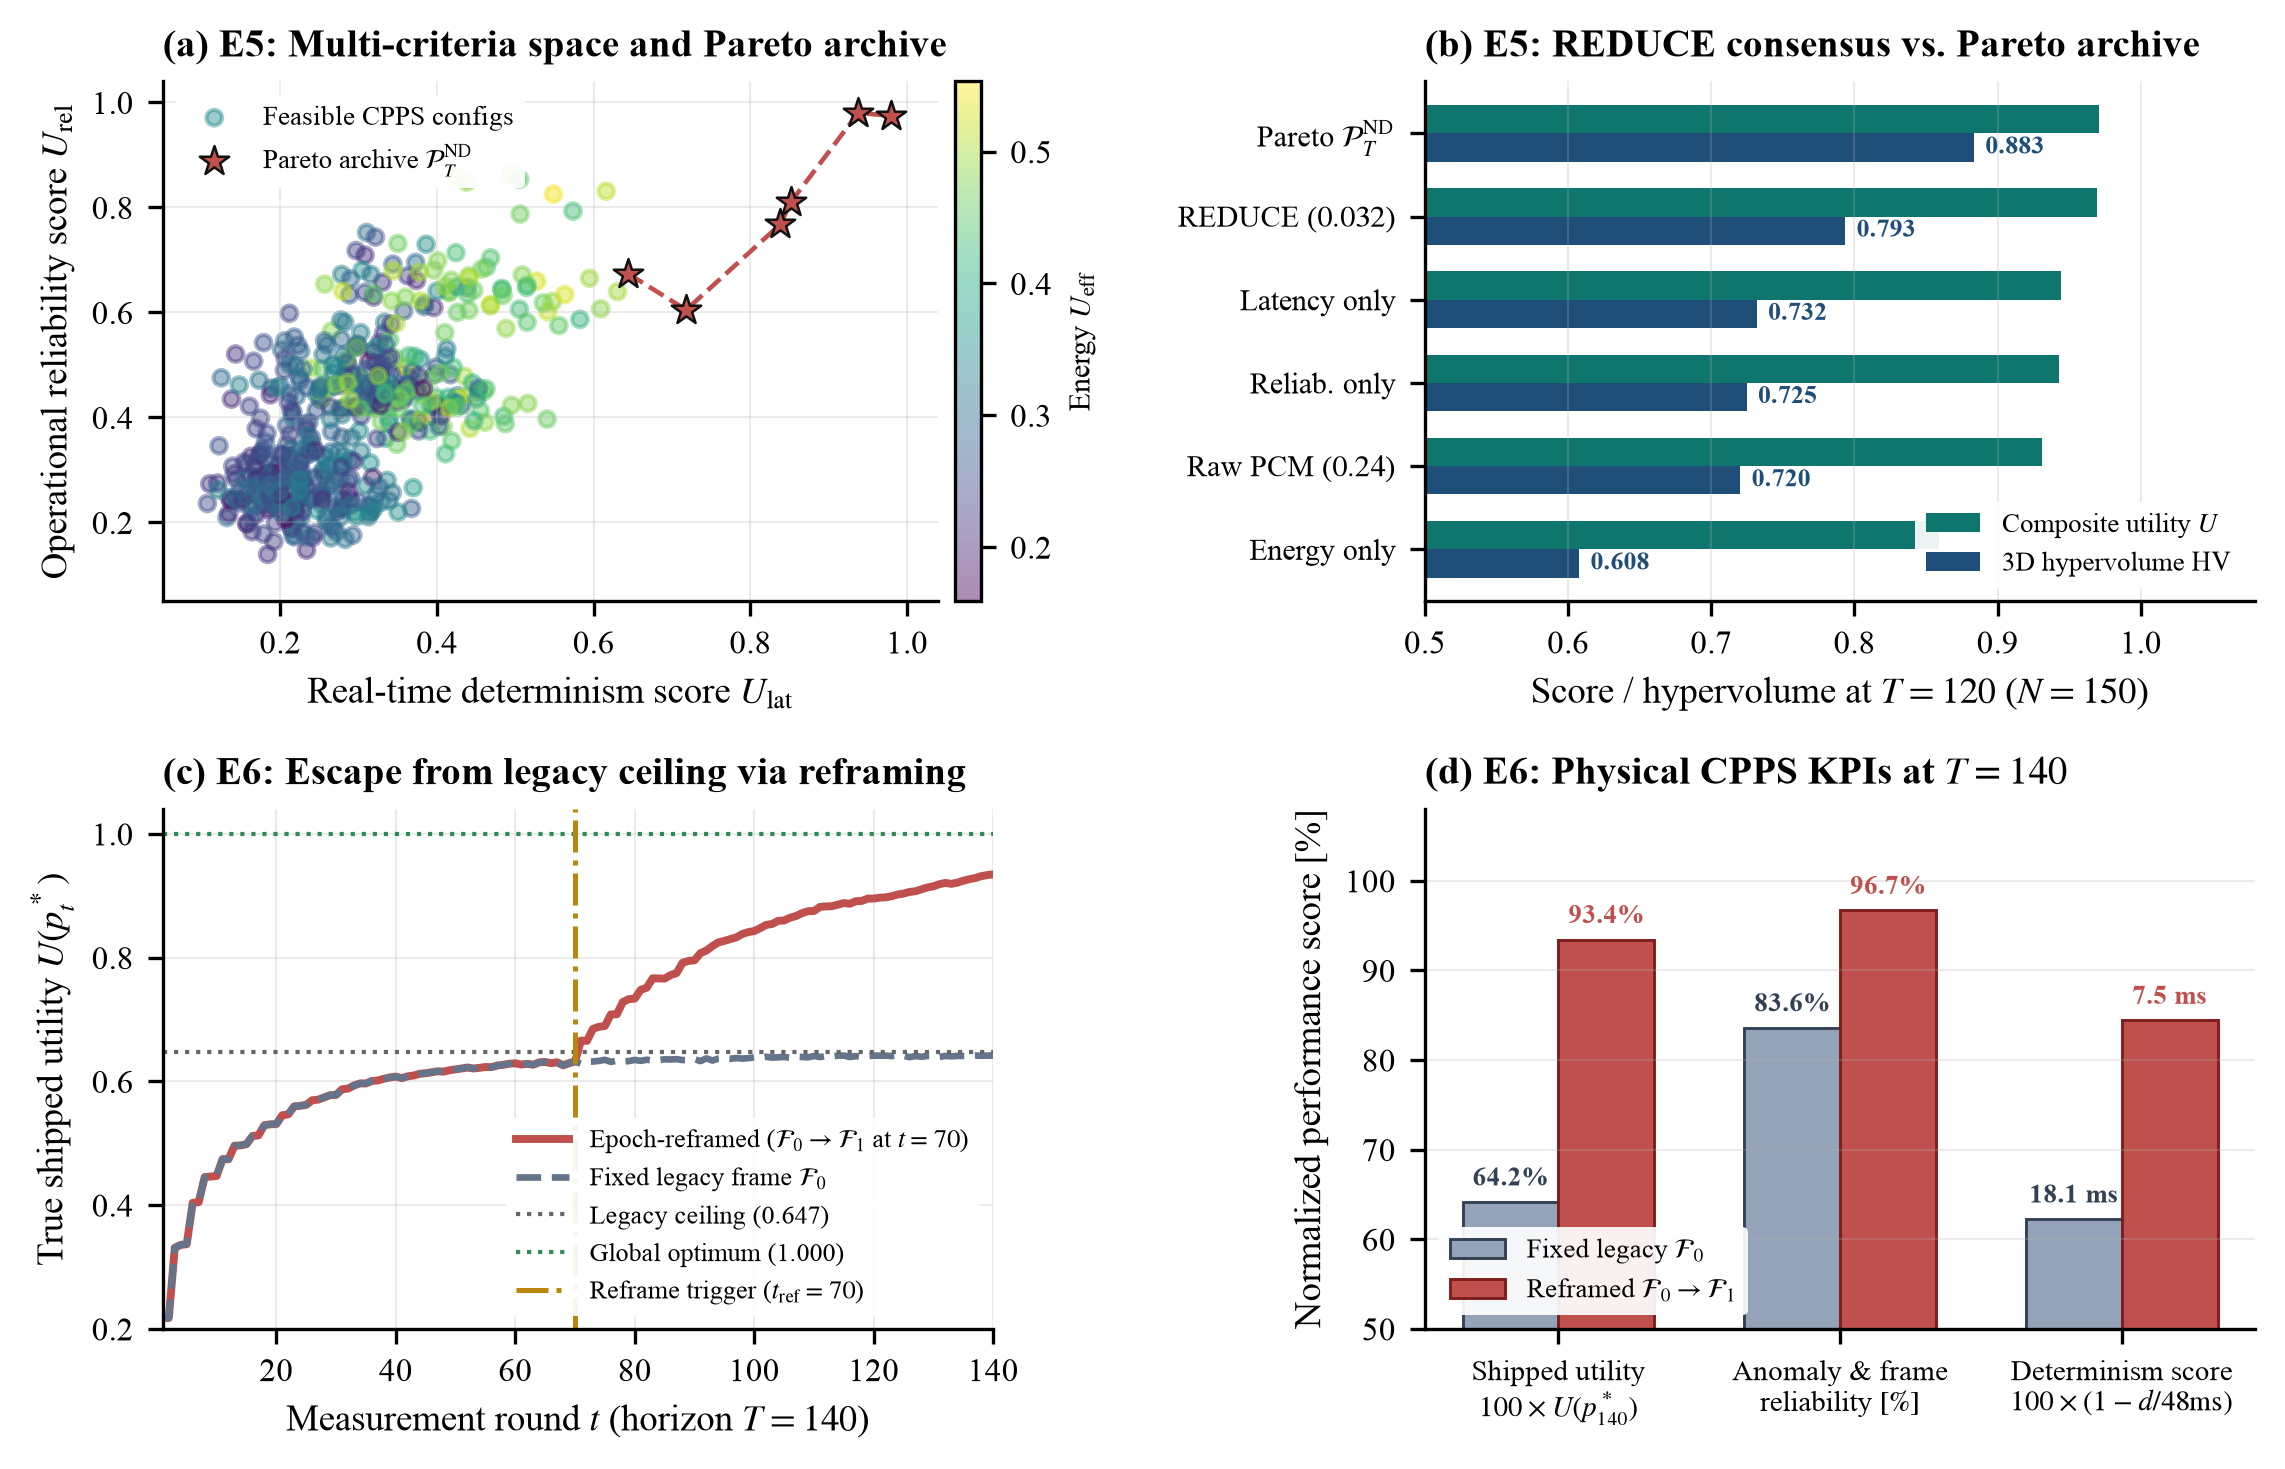 (a) E5: Multi-criteria space and Pareto archive
Operational reliability score U_rel
1.0
0.8
0.6
0.4
0.2
Feasible CPPS configs
Pareto archive 𝒫_T^ND
0.2
0.4
0.6
0.8
1.0
Real-time determinism score U_lat
0.5
0.4
0.3
0.2
Energy U_eff
(b) E5: REDUCE consensus vs. Pareto archive
Pareto 𝒫_T^ND
0.883
REDUCE (0.032)
0.793
Latency only
0.732
Reliab. only
0.725
Raw PCM (0.24)
0.720
Energy only
0.608
Composite utility U
3D hypervolume HV
0.5
0.6
0.7
0.8
0.9
1.0
Score / hypervolume at T = 120 (N = 150)
(c) E6: Escape from legacy ceiling via reframing
True shipped utility U(p_t^*)
1.0
0.8
0.6
0.4
0.2
Epoch-reframed (ℱ_0 → ℱ_1 at t = 70)
Fixed legacy frame ℱ_0
Legacy ceiling (0.647)
Global optimum (1.000)
Reframe trigger (t_ref = 70)
20
40
60
80
100
120
140
Measurement round t (horizon T = 140)
(d) E6: Physical CPPS KPIs at T = 140
Normalized performance score [%]
100
90
80
70
60
50
64.2%
93.4%
83.6%
96.7%
18.1 ms
7.5 ms
Fixed legacy ℱ_0
Reframed ℱ_0 → ℱ_1
Shipped utility
100 × U(p_140^*)
Anomaly & frame
reliability [%]
Determinism score
100 × (1 − d/48ms)